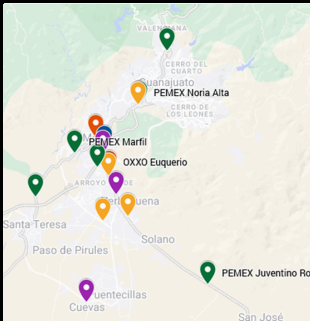 VALENCIANA
CERRO DEL
CUARTO
Guanajuato
PEMEX Noria Alta
CERRO DE
LOS LEONES
PEMEX Marfil
OXXO Euquerio
ARROYO
Santa Teresa
Paso de Pirules
Solano
PEMEX Juventino Ro
Cuevas
San José